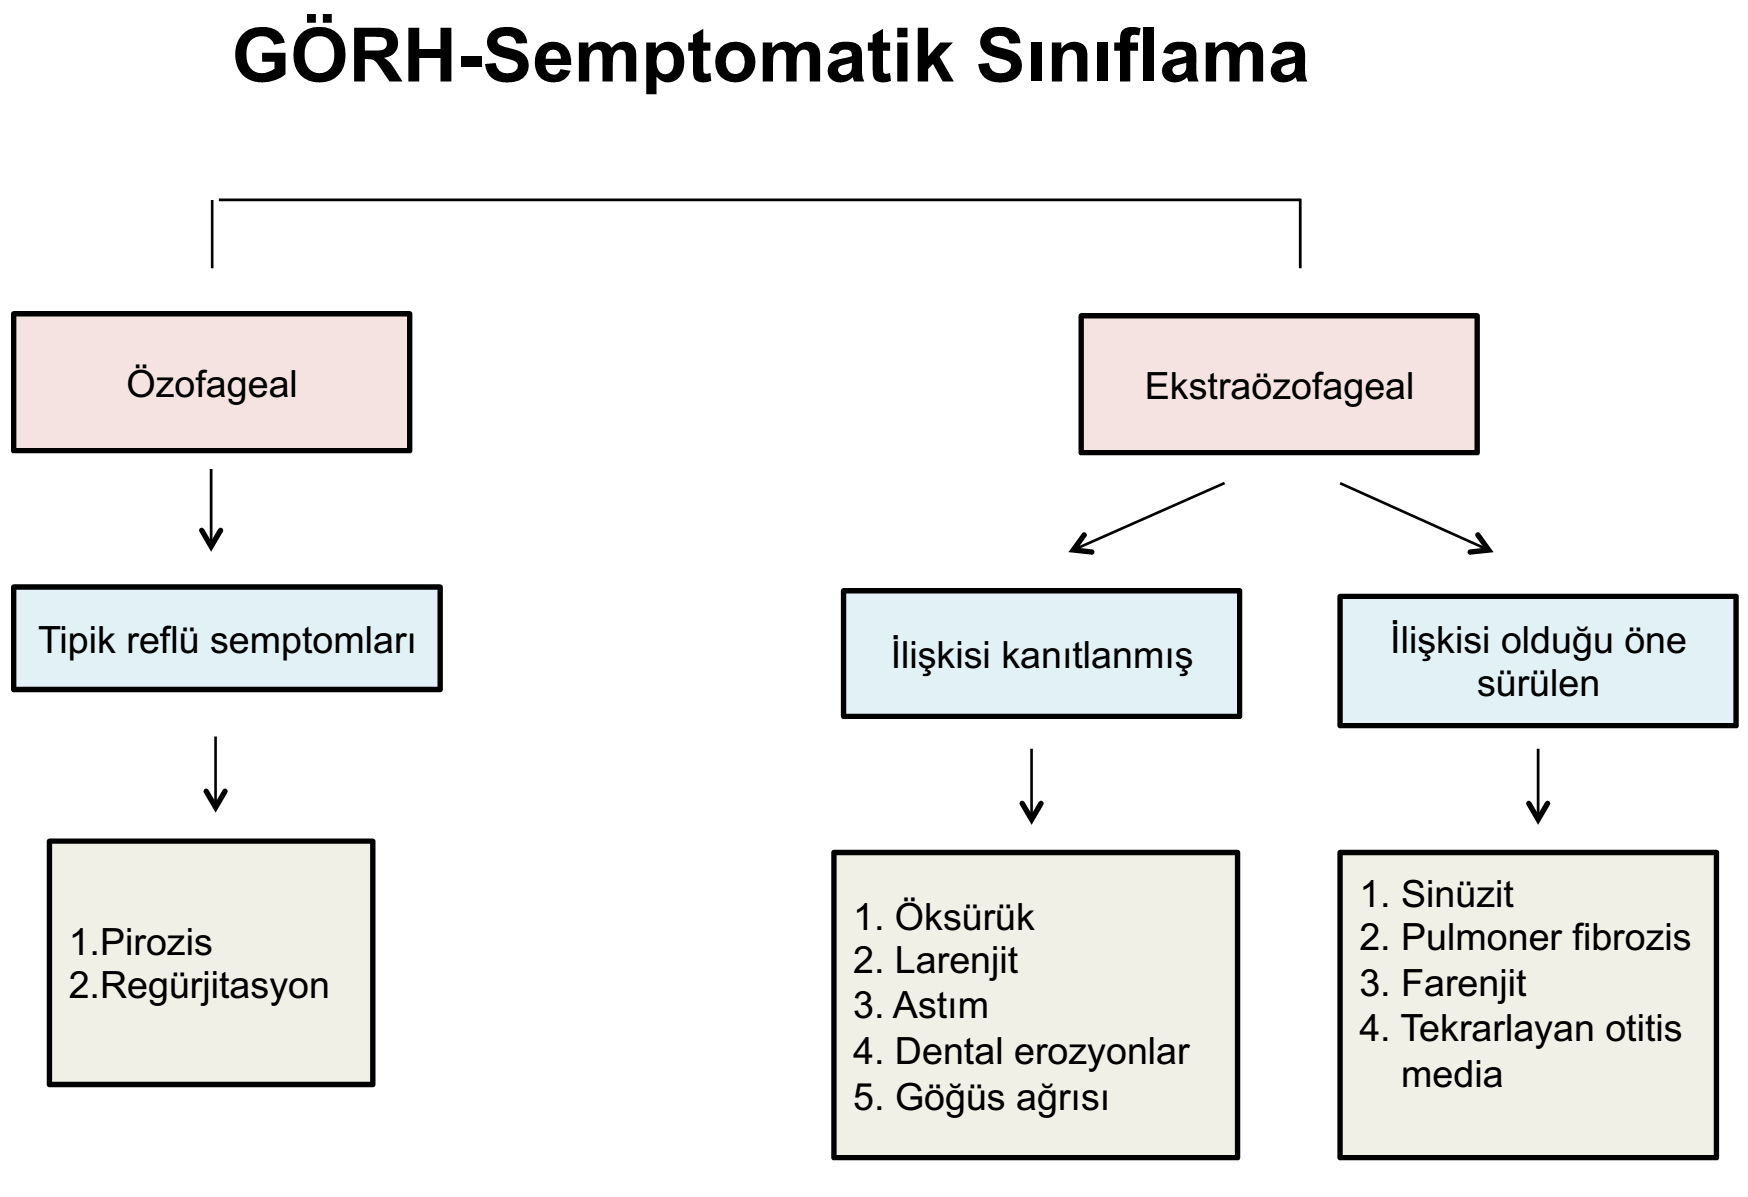 GÖRH-Semptomatik Sınıflama
Özofageal
Ekstraözofageal
Tipik reflü semptomları
İlişkisi kanıtlanmış
İlişkisi olduğu öne
sürülen
1.Pirozis
2.Regürjitasyon
1. Öksürük
2. Larenjit
3. Astım
4. Dental erozyonlar
5. Göğüs ağrısı
1. Sinüzit
2. Pulmoner fibrozis
3. Farenjit
4. Tekrarlayan otitis
media